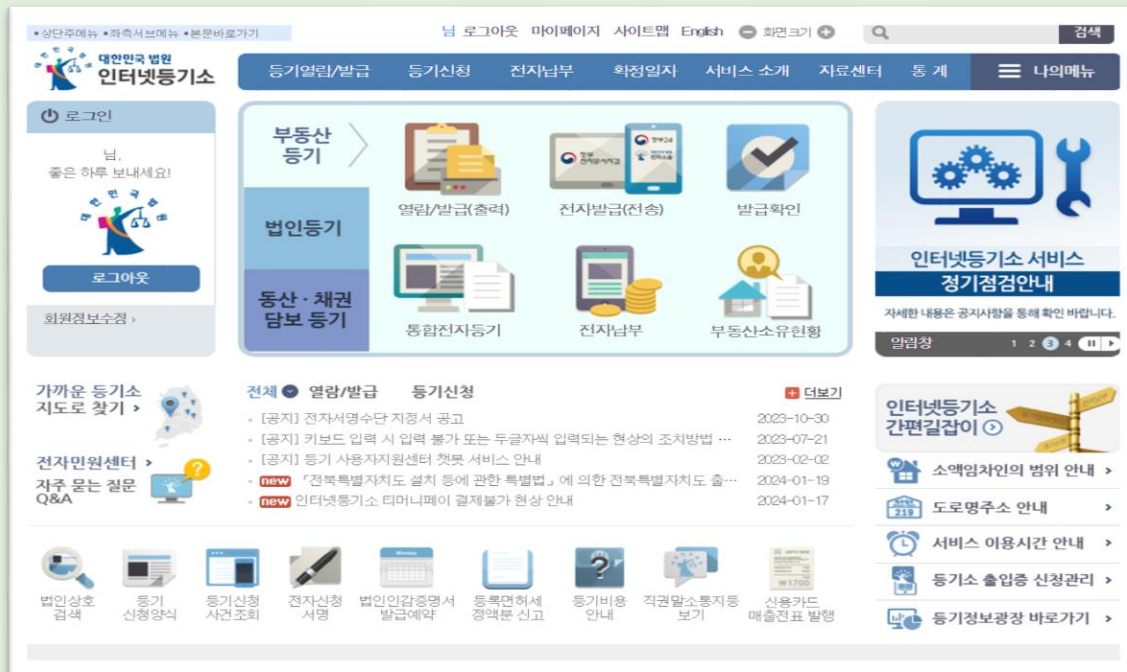 ▪상단주메뉴 ▪좌측서브메뉴 ▪본문바로가기
님 로그아웃 마이페이지 사이트맵 English 화면크기
검색
대한민국 법원
인터넷등기소
등기열람/발급 등기신청 전자납부 확정일자 서비스 소개 자료센터 통 계 나의메뉴
로그인
님,
좋은 하루 보내세요!
대한민국법원
로그아웃
회원정보수정 ›
부동산
등기
법인등기
동산 · 채권
담보 등기
정부
전자문서지갑
정부24
열람/발급(출력) 전자발급(전송) 발급확인
통합전자등기 전자납부 부동산소유현황
인터넷등기소 서비스
정기점검안내
자세한 내용은 공지사항을 통해 확인 바랍니다.
알림창 1 2 3 4
가까운 등기소
지도로 찾기 ›
전자민원센터 ›
자주 묻는 질문
Q&A
전체 열람/발급 등기신청 더보기
[공지] 전자서명수단 지정서 공고 2023-10-30
[공지] 키보드 입력 시 입력 불가 또는 두글자씩 입력되는 현상의 조치방법 … 2023-07-21
[공지] 등기 사용자지원센터 챗봇 서비스 안내 2023-02-02
new 「전북특별자치도 설치 등에 관한 특별법」에 의한 전북특별자치도 출… 2024-01-19
new 인터넷등기소 티머니페이 결제불가 현상 안내 2024-01-17
인터넷등기소
간편길잡이
소액임차인의 범위 안내 ›
219
도로명주소 안내 ›
서비스 이용시간 안내 ›
등기소 출입증 신청관리 ›
등기정보광장 바로가기 ›
Monday
₩1700
법인상호
검색
등기
신청양식
등기신청
사건조회
전자신청
서명
법인인감증명서
발급예약
등록면허세
정액분 신고
등기비용
안내
직권말소통지등
보기
신용카드
매출전표 발행